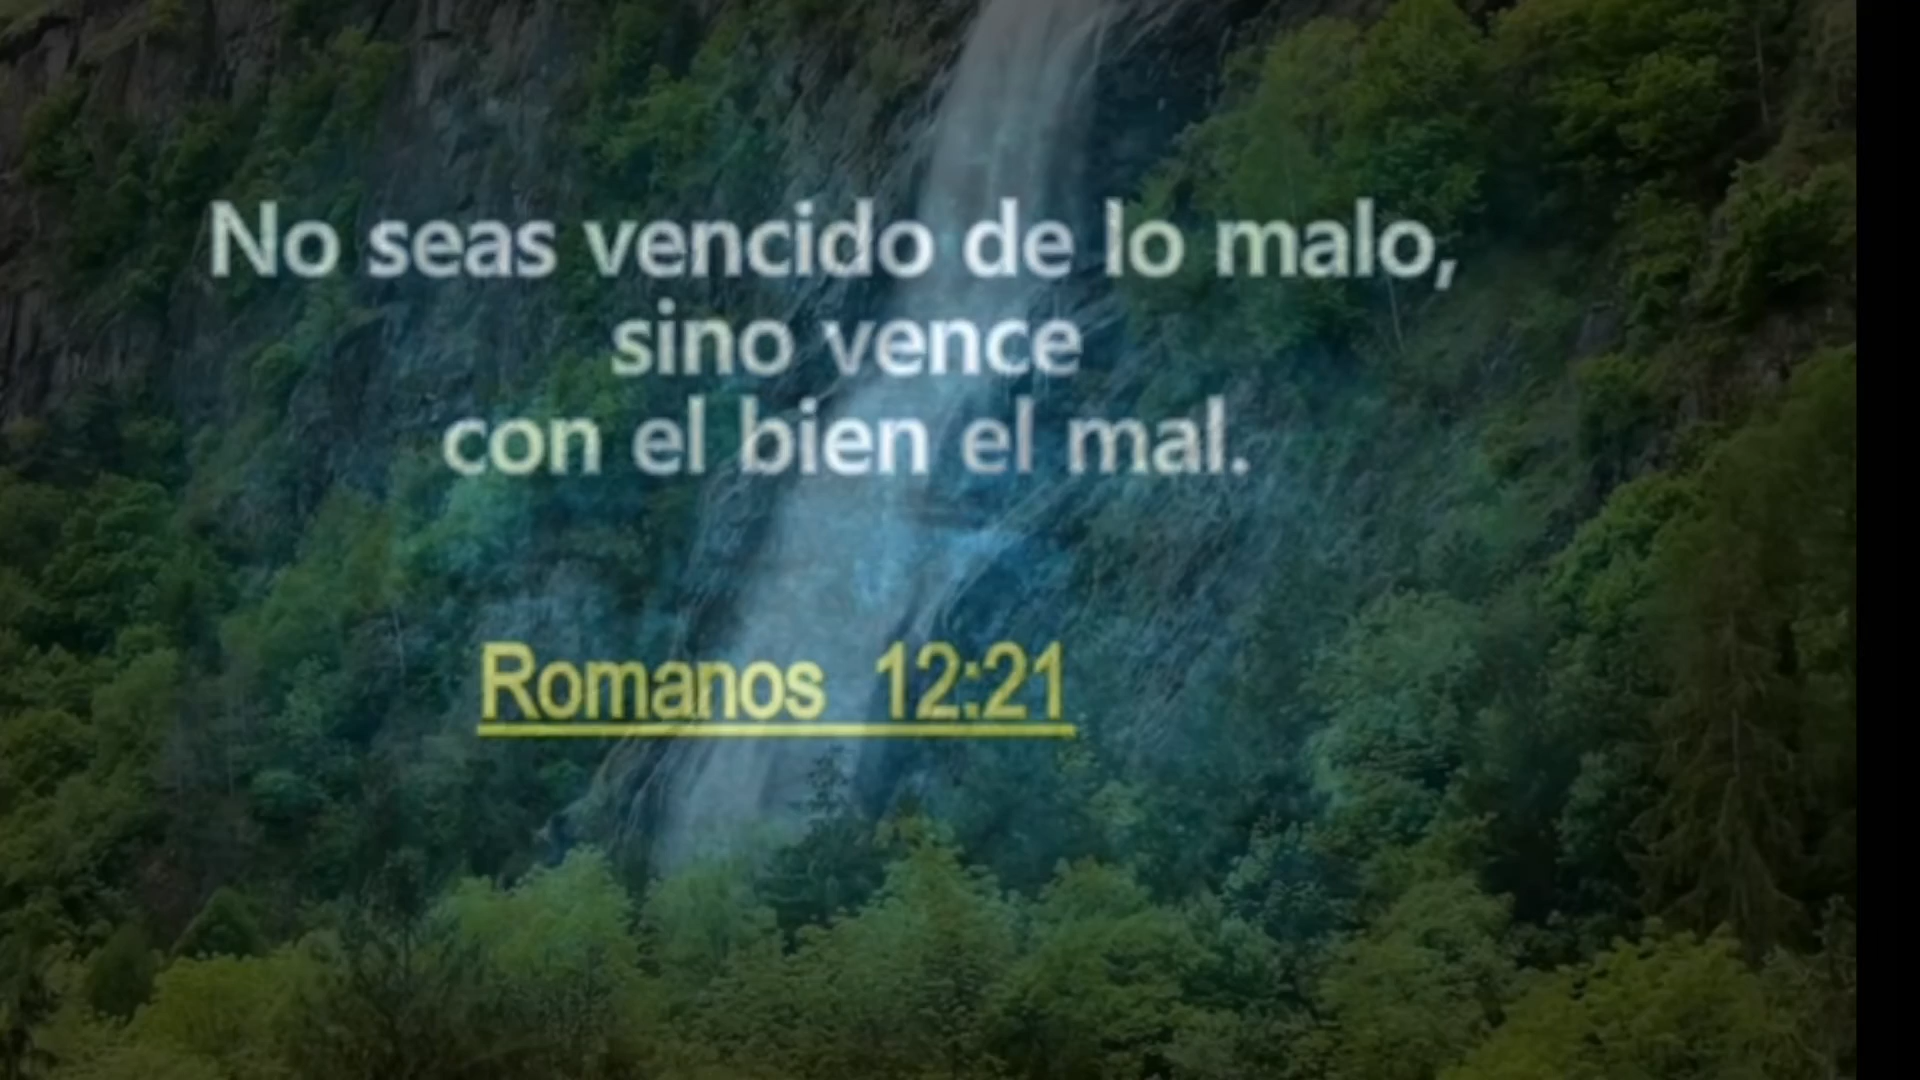 No seas vencido de lo malo,
sino vence
con el bien el mal.
Romanos 12:21